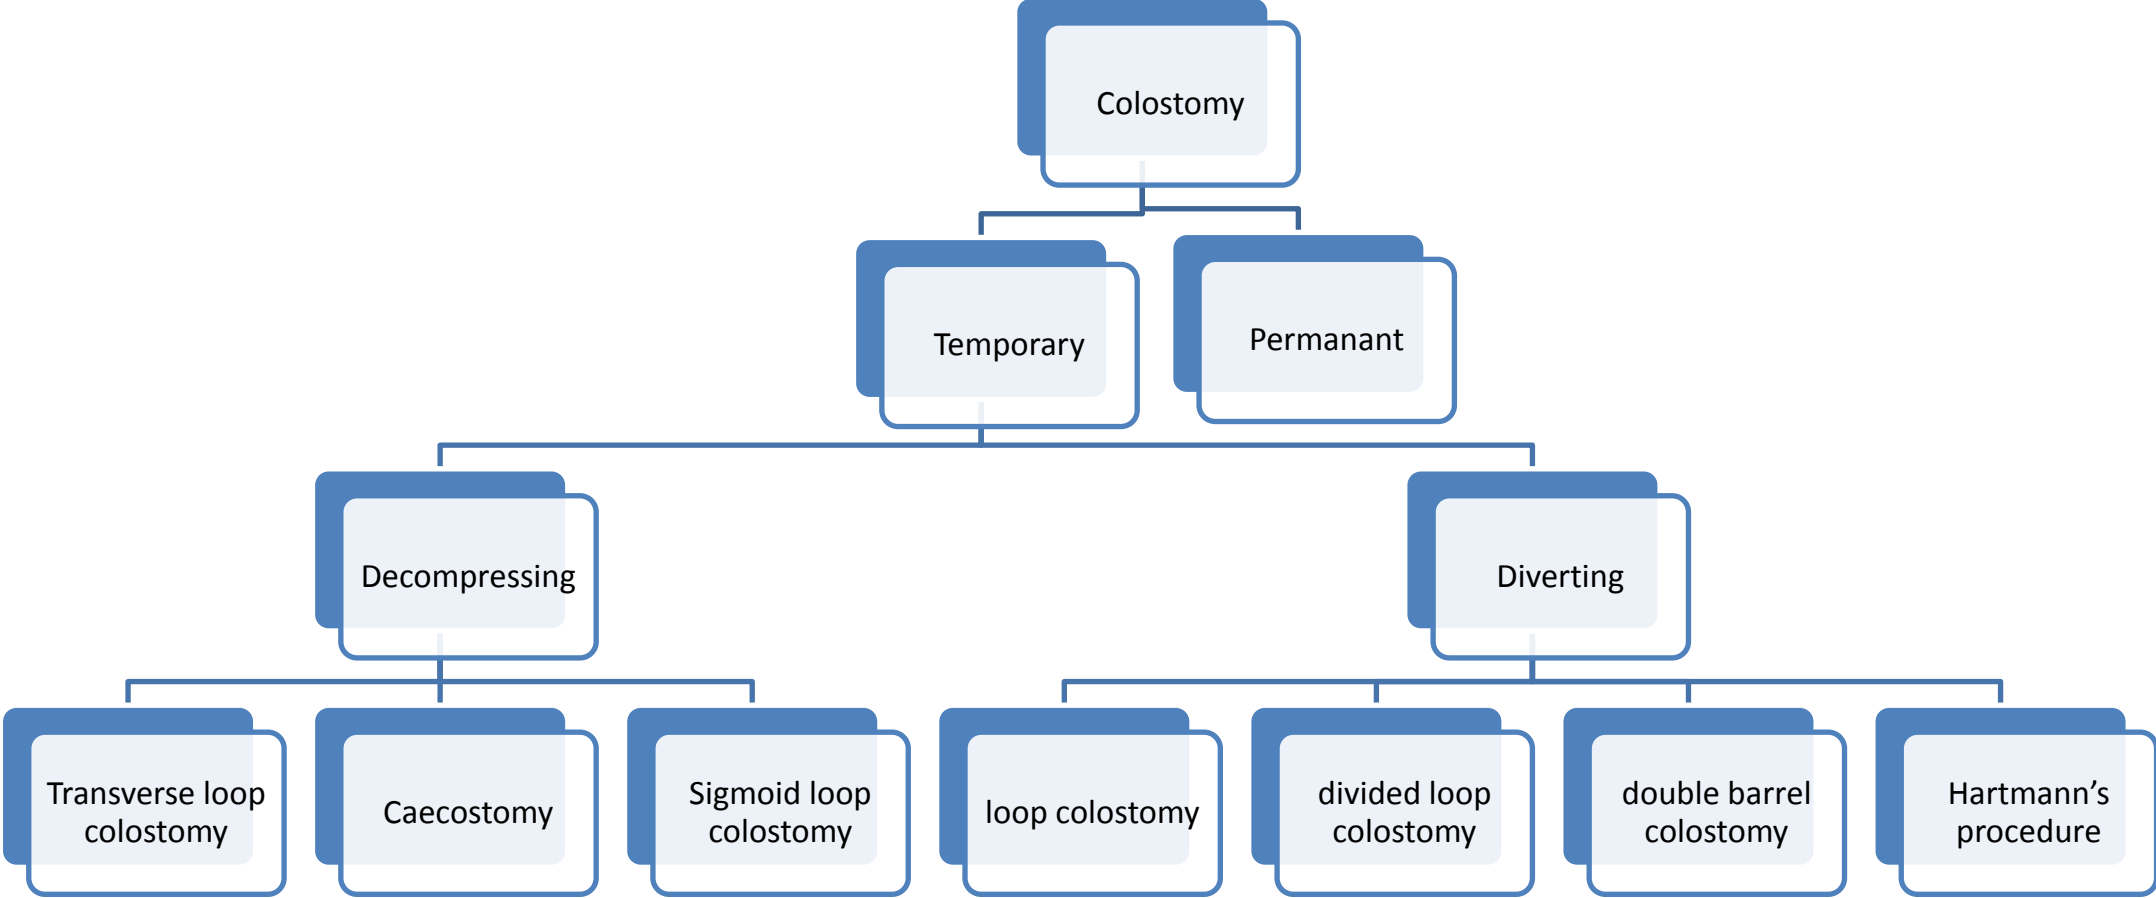 Colostomy
Temporary
Permanant
Decompressing
Diverting
Transverse loop
colostomy
Caecostomy
Sigmoid loop
colostomy
loop colostomy
divided loop
colostomy
double barrel
colostomy
Hartmann’s
procedure